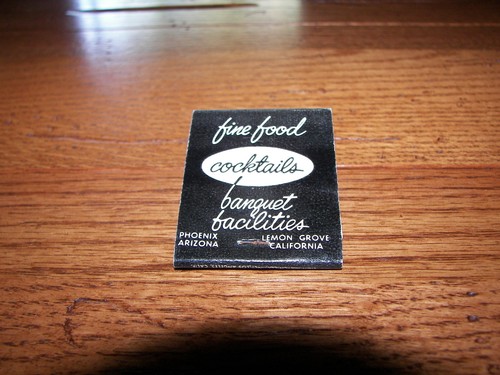 fine food
cocktails
banquet
facilities
PHOENIX
ARIZONA
LEMON GROVE
CALIFORNIA